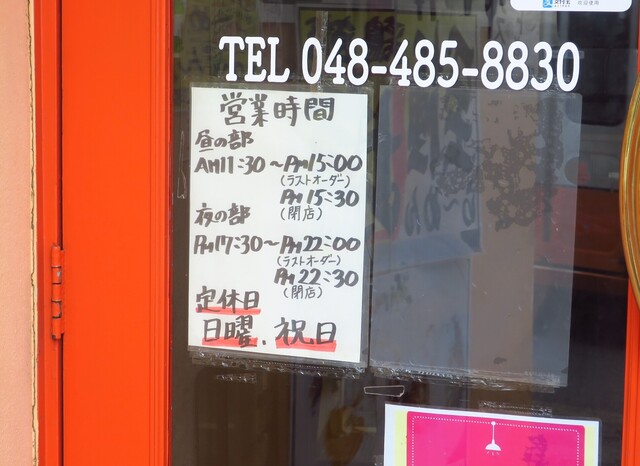 TEL 048-485-8830
営業時間
昼の部
AM11:30～PM15:00
(ラストオーダー)
PM15:30
(閉店)
夜の部
PM17:30～PM22:00
(ラストオーダー)
PM22:30
(閉店)
定休日
日曜.祝日